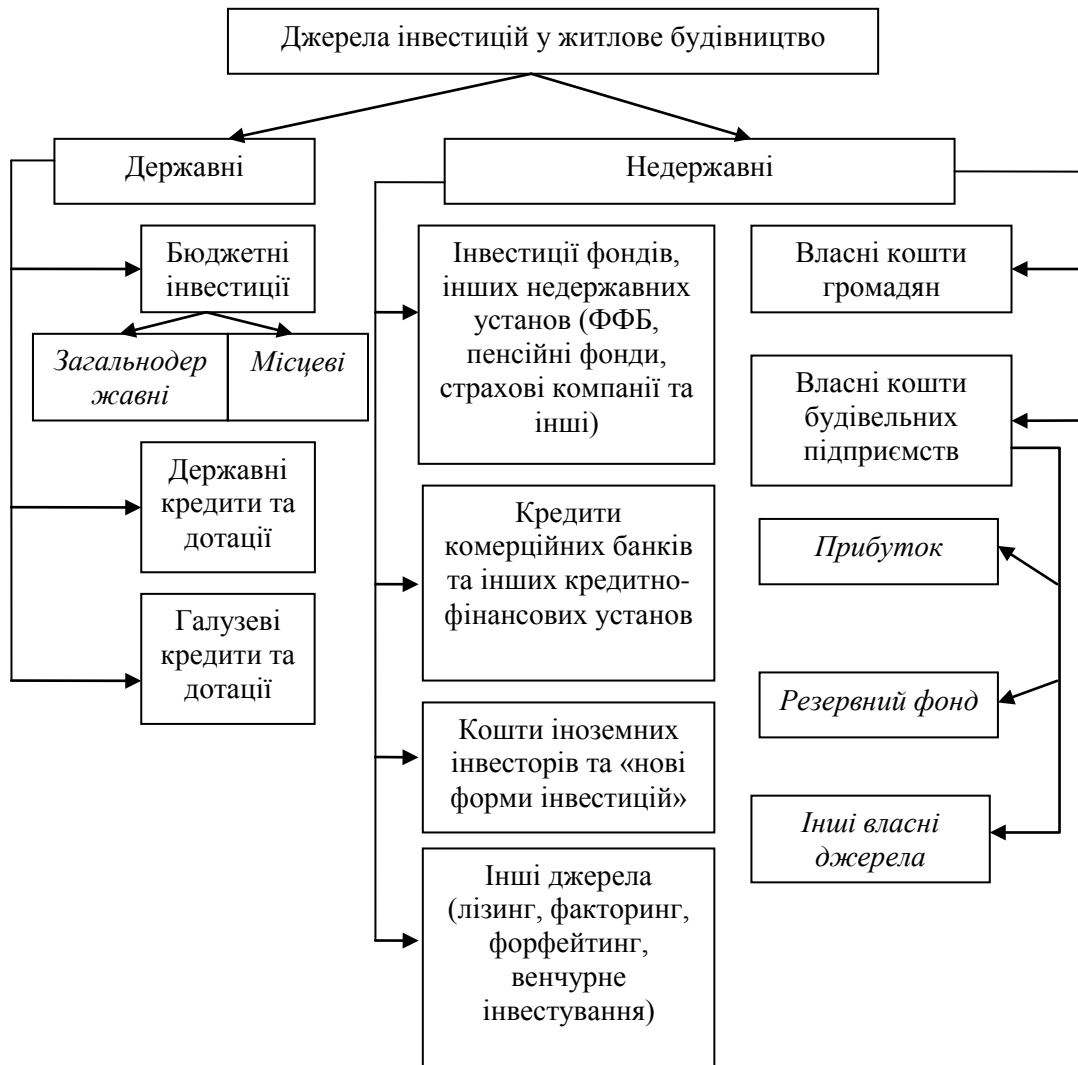 Джерела інвестицій у житлове будівництво
Державні
Недержавні
Бюджетні
інвестиції
Загальнодер
жавні
Місцеві
Державні
кредити та
дотації
Галузеві
кредити та
дотації
Інвестиції фондів,
інших недержавних
установ (ФФБ,
пенсійні фонди,
страхові компанії та
інші)
Кредити
комерційних банків
та інших кредитно-
фінансових установ
Кошти іноземних
інвесторів та «нові
форми інвестицій»
Інші джерела
(лізинг, факторинг,
форфейтинг,
венчурне
інвестування)
Власні кошти
громадян
Власні кошти
будівельних
підприємств
Прибуток
Резервний фонд
Інші власні
джерела